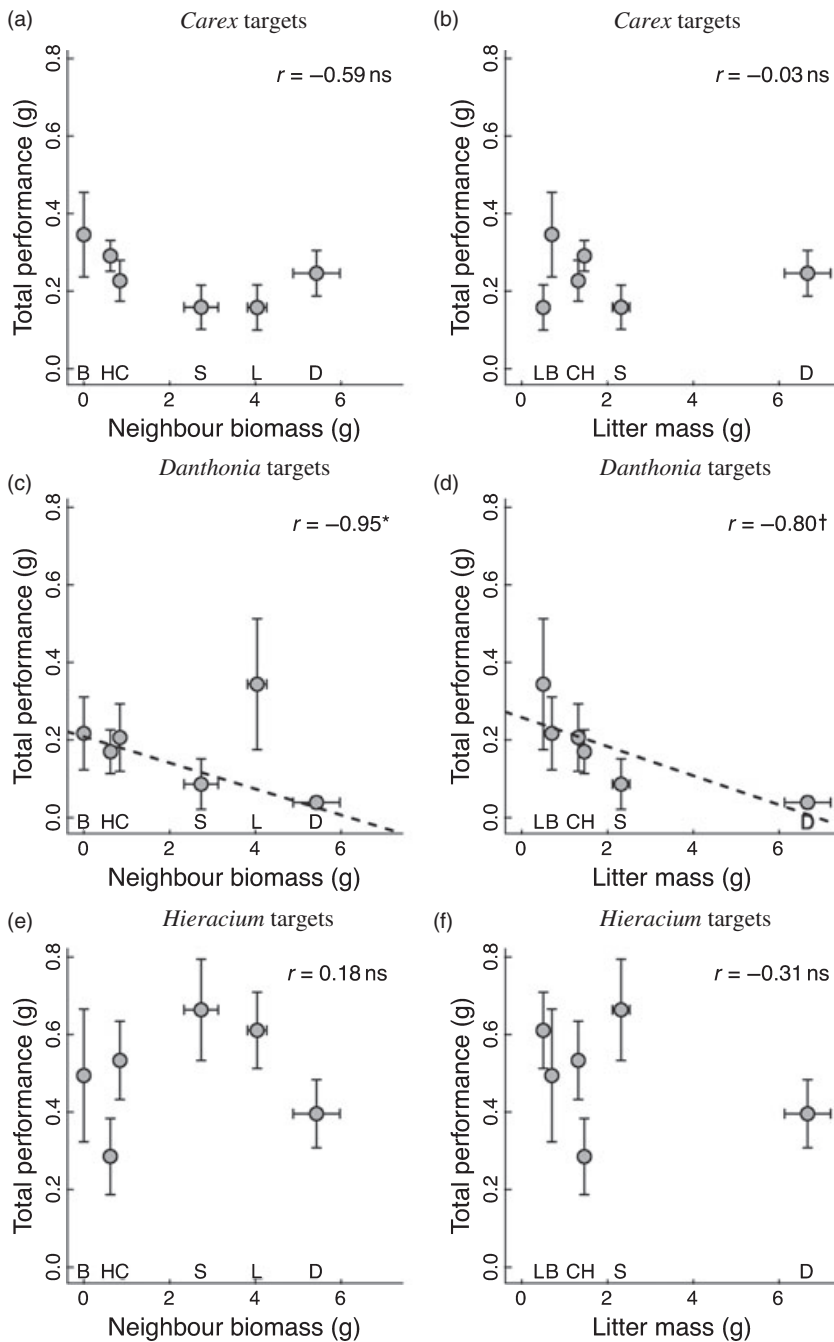 (a) Carex targets
r = −0.59 ns
Total performance (g)
0.0 0.2 0.4 0.6 0.8
B HC S L D
0 2 4 6
Neighbour biomass (g)
(b) Carex targets
r = −0.03 ns
Total performance (g)
0.0 0.2 0.4 0.6 0.8
LB CH S D
0 2 4 6
Litter mass (g)
(c) Danthonia targets
r = −0.95*
Total performance (g)
0.0 0.2 0.4 0.6 0.8
B HC S L D
0 2 4 6
Neighbour biomass (g)
(d) Danthonia targets
r = −0.80†
Total performance (g)
0.0 0.2 0.4 0.6 0.8
LB CH S D
0 2 4 6
Litter mass (g)
(e) Hieracium targets
r = 0.18 ns
Total performance (g)
0.0 0.2 0.4 0.6 0.8
B HC S L D
0 2 4 6
Neighbour biomass (g)
(f) Hieracium targets
r = −0.31 ns
Total performance (g)
0.0 0.2 0.4 0.6 0.8
LB CH S D
0 2 4 6
Litter mass (g)